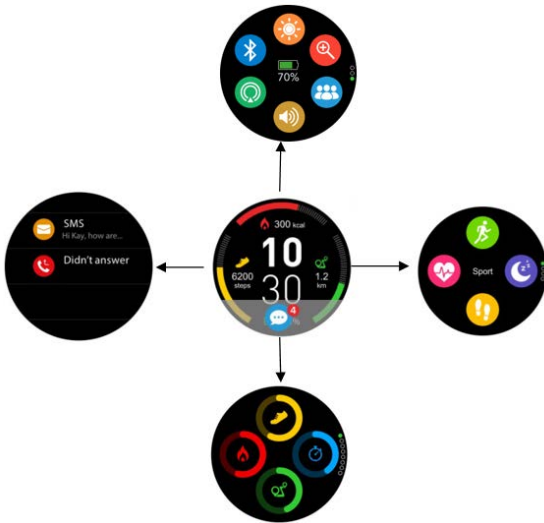 70%
SMS
Hi Kay, how are...
Didn't answer
300 kcal
10
30
6200
steps
1.2
km
4
%
Sport